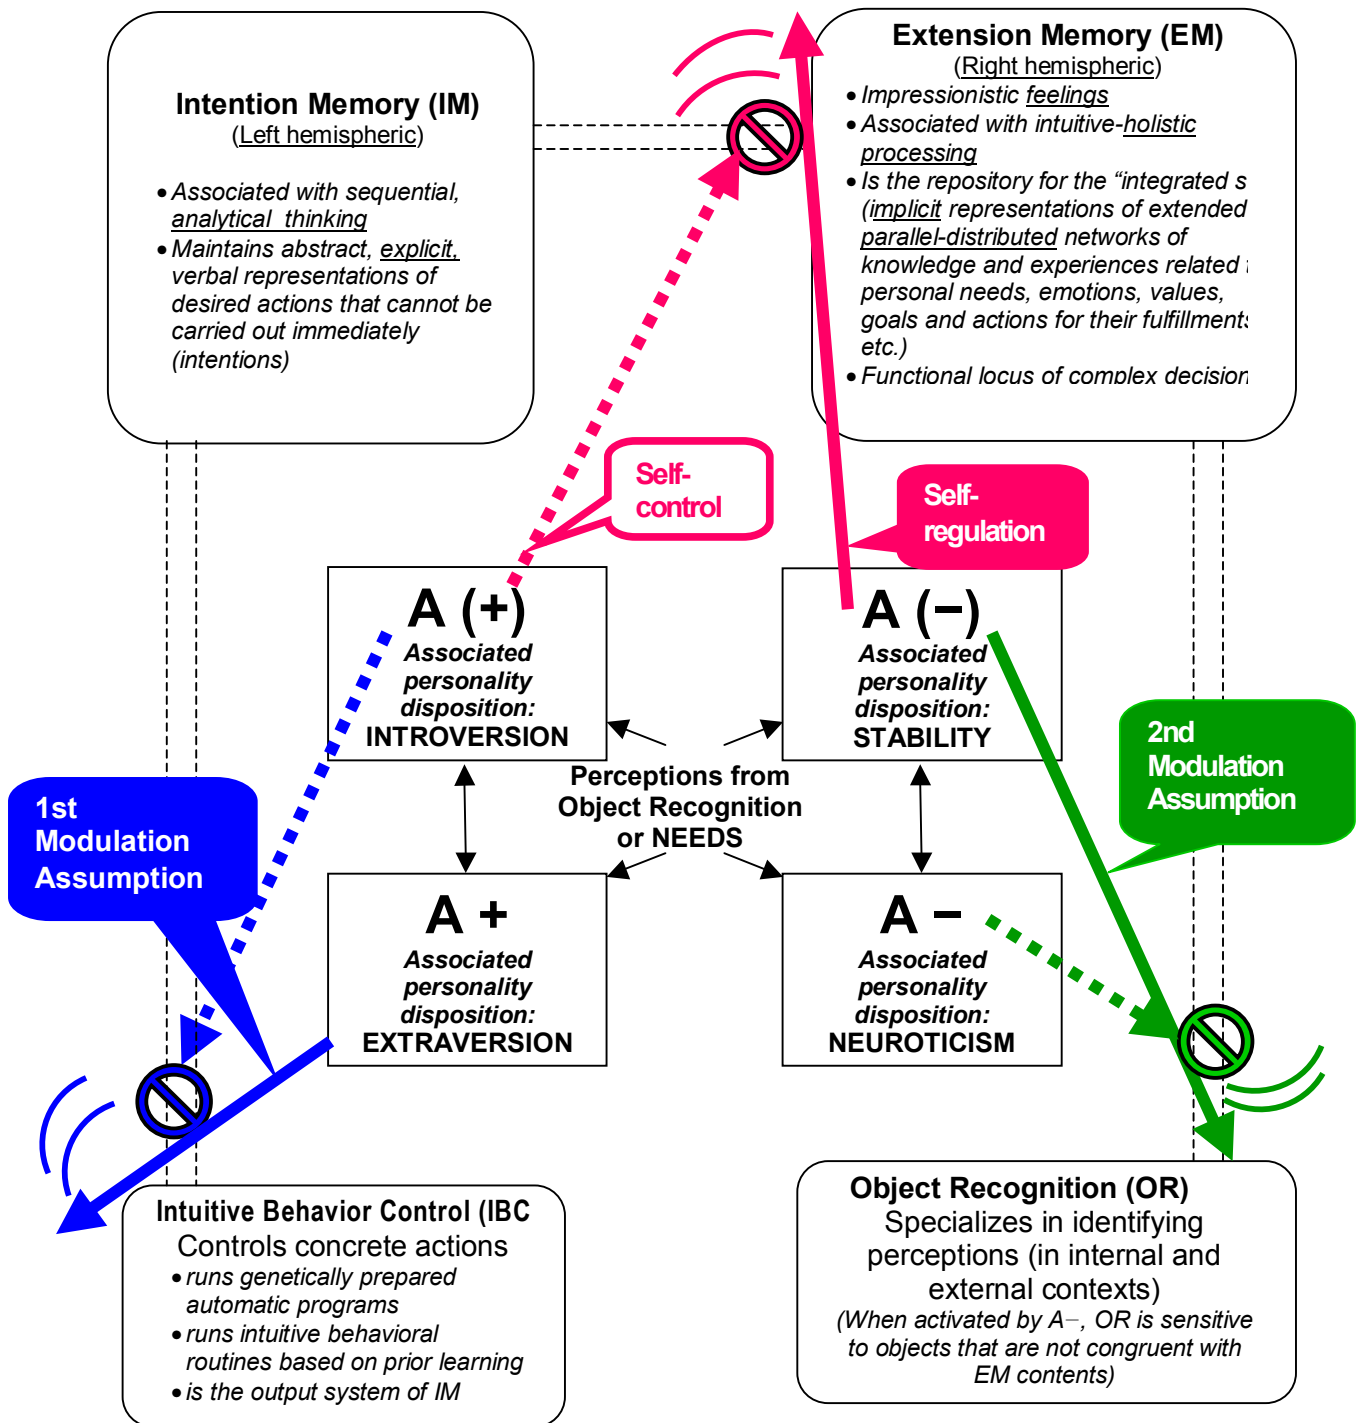 Intention Memory (IM)
(Left hemispheric)
• Associated with sequential,
analytical thinking
• Maintains abstract, explicit,
verbal representations of
desired actions that cannot be
carried out immediately
(intentions)
Extension Memory (EM)
(Right hemispheric)
• Impressionistic feelings
• Associated with intuitive-holistic
processing
• Is the repository for the “integrated s
(implicit representations of extended
parallel-distributed networks of
knowledge and experiences related
personal needs, emotions, values,
goals and actions for their fulfillments
etc.)
• Functional locus of complex decision
Self-
control
Self-
regulation
A (+)
Associated
personality
disposition:
INTROVERSION
A (−)
Associated
personality
disposition:
STABILITY
Perceptions from
Object Recognition
or NEEDS
1st
Modulation
Assumption
2nd
Modulation
Assumption
A +
Associated
personality
disposition:
EXTRAVERSION
A −
Associated
personality
disposition:
NEUROTICISM
Intuitive Behavior Control (IBC
Controls concrete actions
• runs genetically prepared
automatic programs
• runs intuitive behavioral
routines based on prior learning
• is the output system of IM
Object Recognition (OR)
Specializes in identifying
perceptions (in internal and
external contexts)
(When activated by A−, OR is sensitive
to objects that are not congruent with
EM contents)